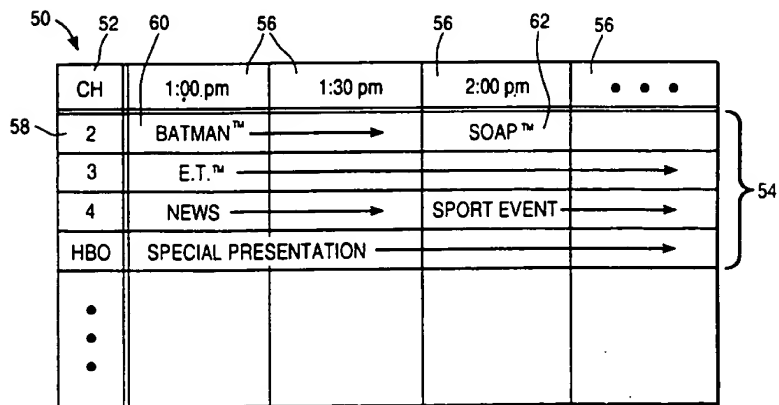 50 52 60 56 56 62 56
CH 1:00 pm 1:30 pm 2:00 pm • • •
58 2 BATMAN™ SOAP™
3 E.T.™
54
4 NEWS SPORT EVENT
HBO SPECIAL PRESENTATION